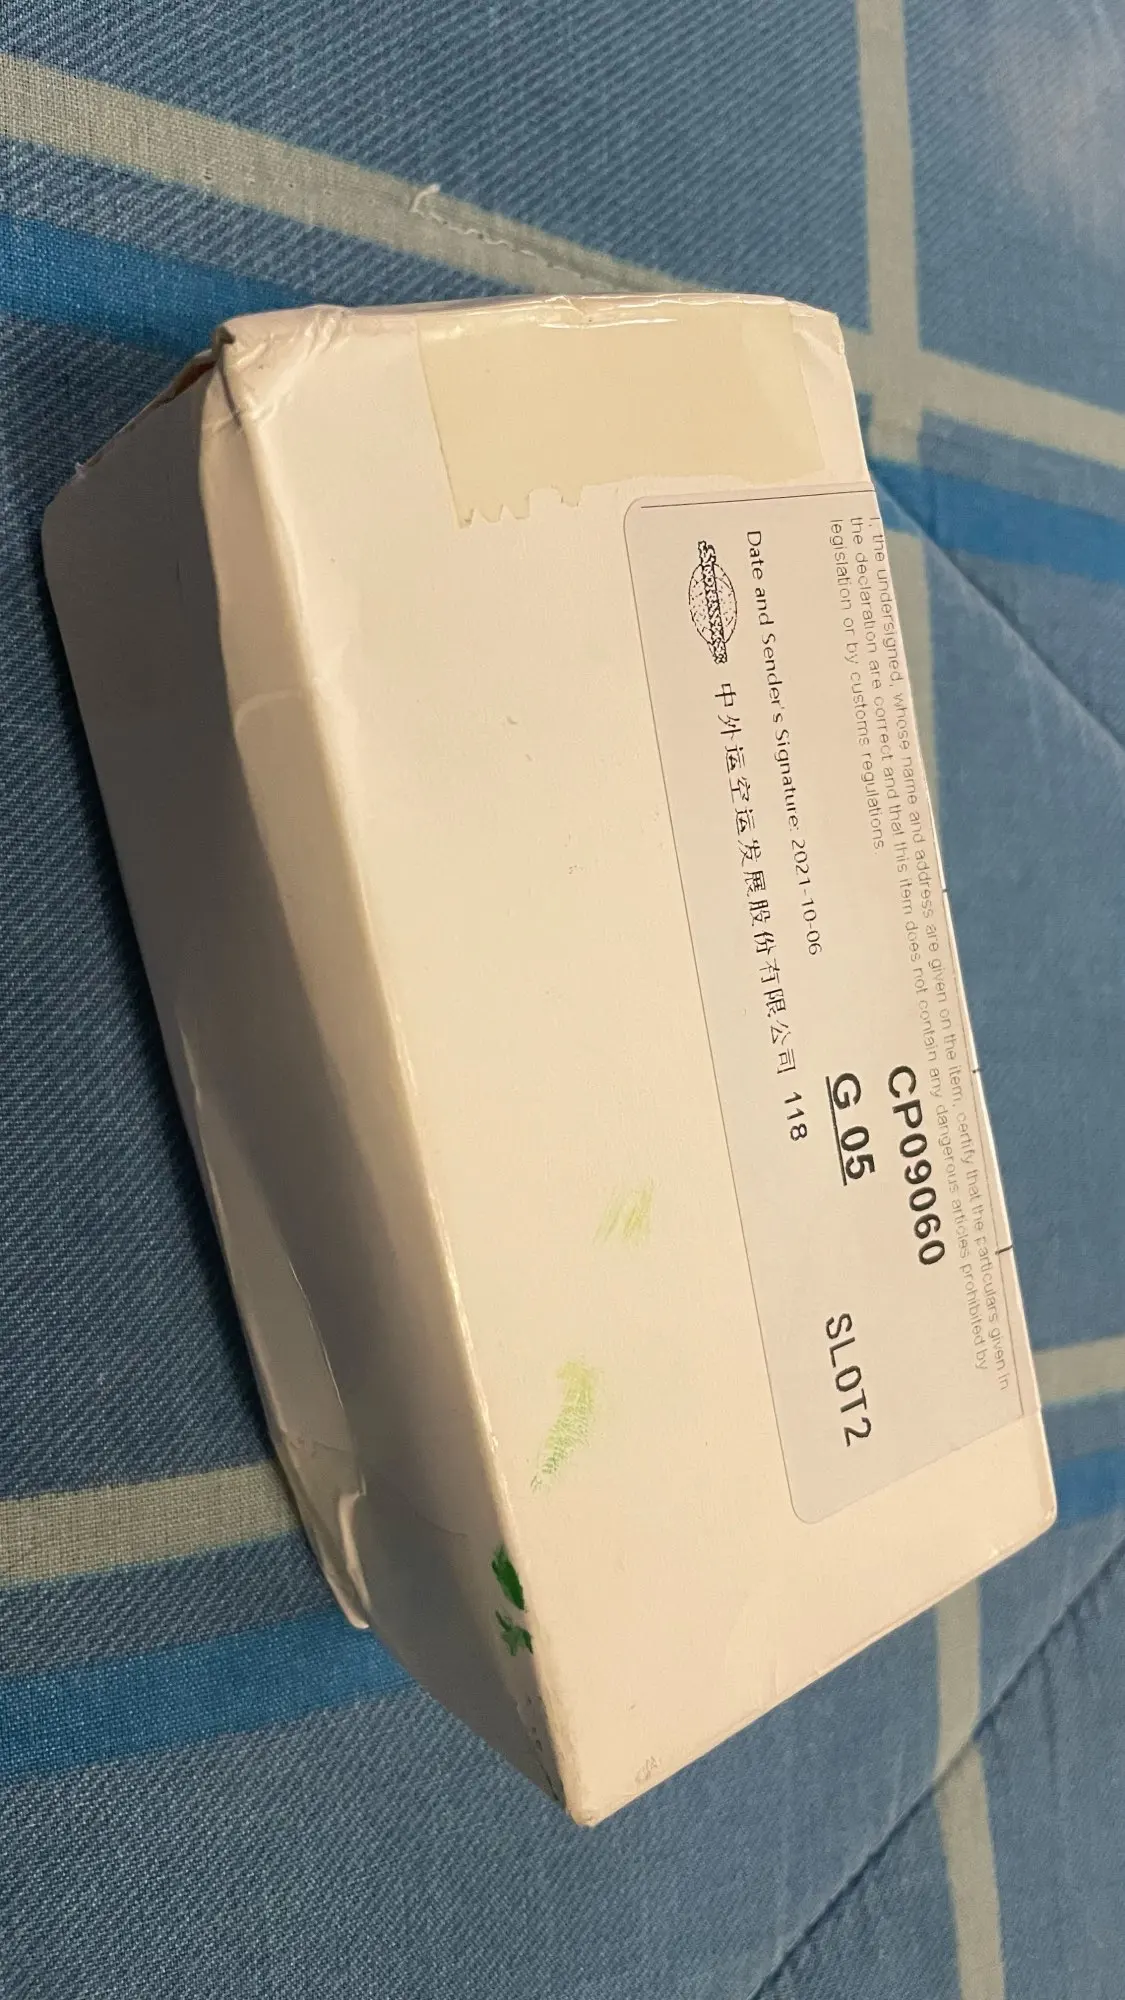 I, the undersigned, whose name and address are given on the item, certify that the particulars given in
the declaration are correct and that this item does not contain any dangerous articles prohibited by
legislation or by customs regulations.
CP09060
Date and Sender's Signature: 2021-10-06
G 05
SLOT2
中外运空运发展股份有限公司 118